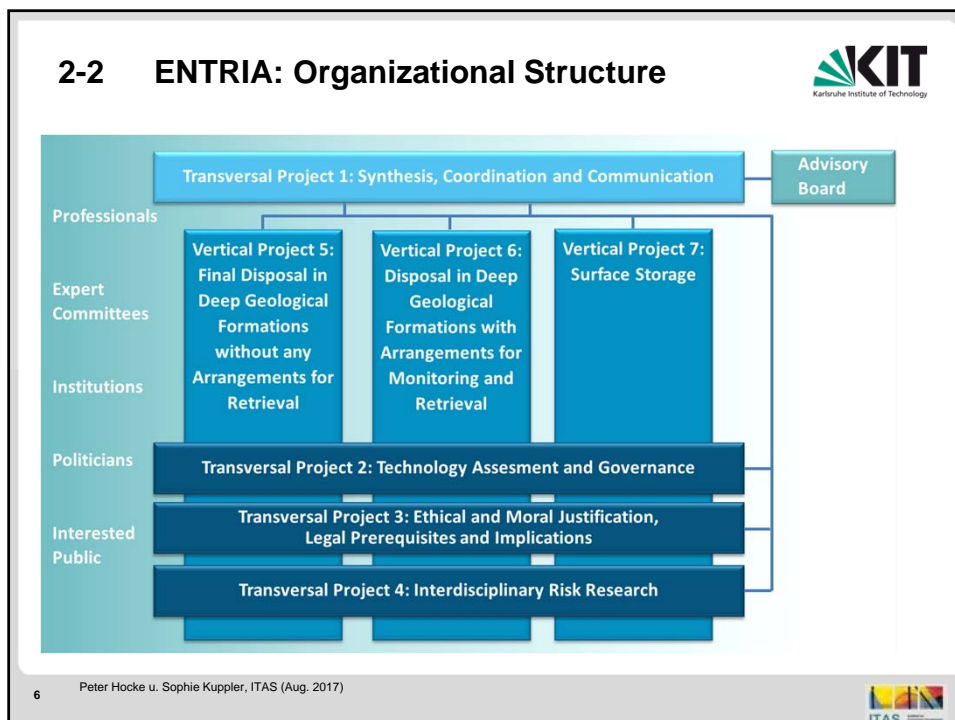 2-2 ENTRIA: Organizational Structure
KIT
Karlsruhe Institute of Technology
Transversal Project 1: Synthesis, Coordination and Communication
Advisory
Board
Professionals
Expert
Committees
Institutions
Politicians
Interested
Public
Vertical Project 5:
Final Disposal in
Deep Geological
Formations
without any
Arrangements for
Retrieval
Vertical Project 6:
Disposal in Deep
Geological
Formations with
Arrangements for
Monitoring and
Retrieval
Vertical Project 7:
Surface Storage
Transversal Project 2: Technology Assesment and Governance
Transversal Project 3: Ethical and Moral Justification,
Legal Prerequisites and Implications
Transversal Project 4: Interdisciplinary Risk Research
6 Peter Hocke u. Sophie Kuppler, ITAS (Aug. 2017)
ITAS